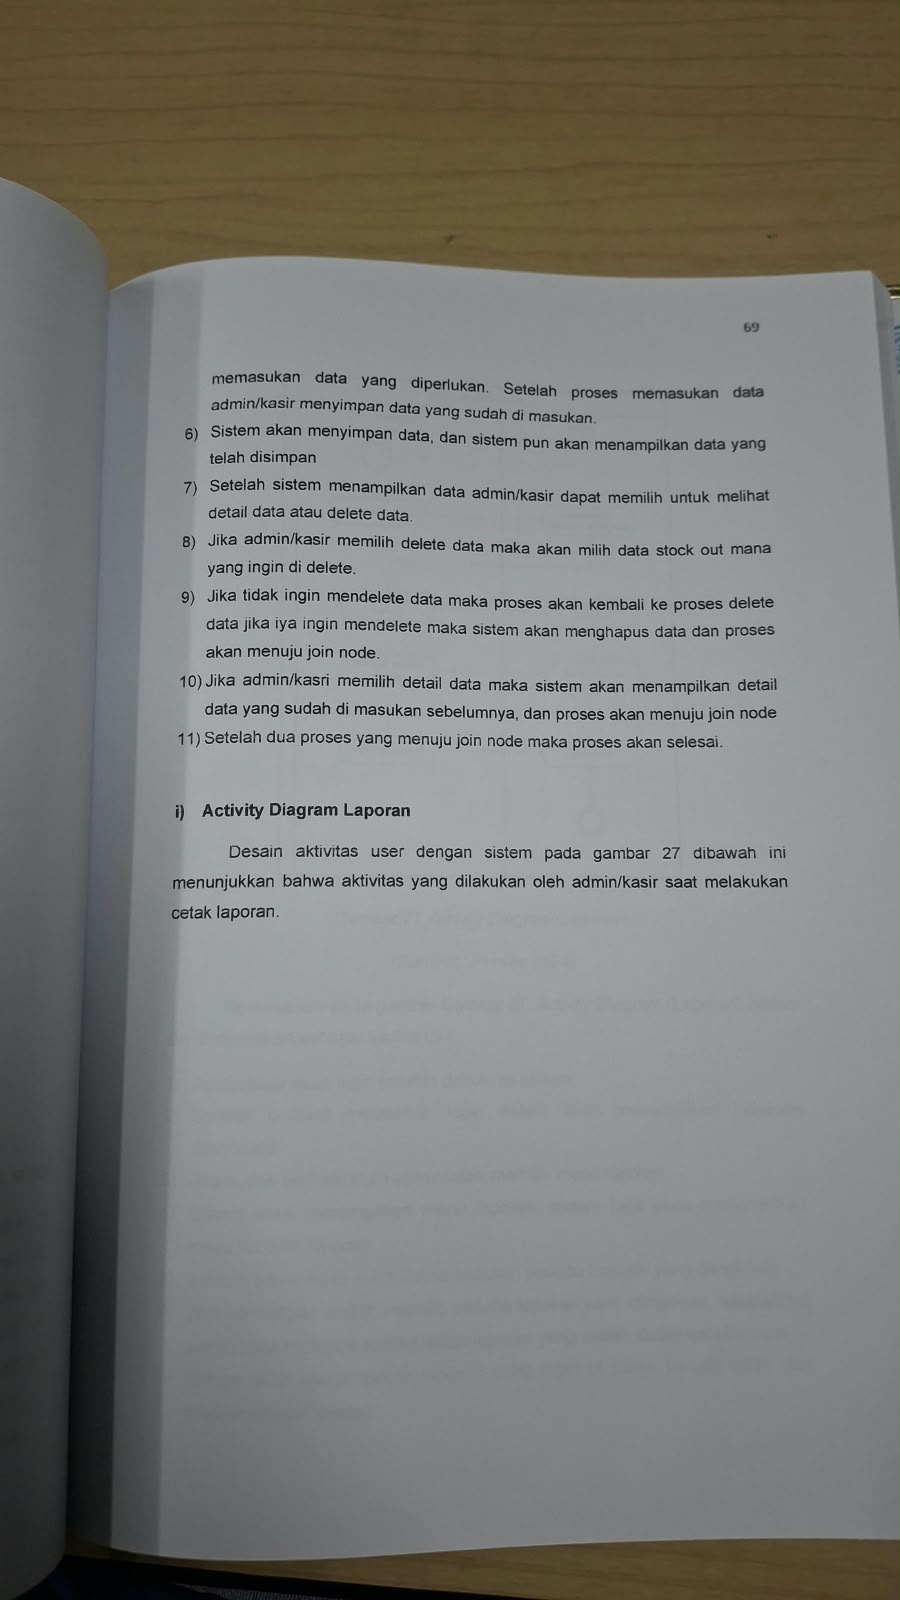 69
memasukan data yang diperlukan. Setelah proses memasukan data
admin/kasir menyimpan data yang sudah di masukan.
6) Sistem akan menyimpan data, dan sistem pun akan menampilkan data yang
telah disimpan
7) Setelah sistem menampilkan data admin/kasir dapat memilih untuk melihat
detail data atau delete data.
8) Jika admin/kasir memilih delete data maka akan milih data stock out mana
yang ingin di delete.
9) Jika tidak ingin mendelete data maka proses akan kembali ke proses delete
data jika iya ingin mendelete maka sistem akan menghapus data dan proses
akan menuju join node.
10) Jika admin/kasri memilih detail data maka sistem akan menampilkan detail
data yang sudah di masukan sebelumnya, dan proses akan menuju join node
11) Setelah dua proses yang menuju join node maka proses akan selesai.
i) Activity Diagram Laporan
Desain aktivitas user dengan sistem pada gambar 27 dibawah ini
menunjukkan bahwa aktivitas yang dilakukan oleh admin/kasir saat melakukan
cetak laporan.